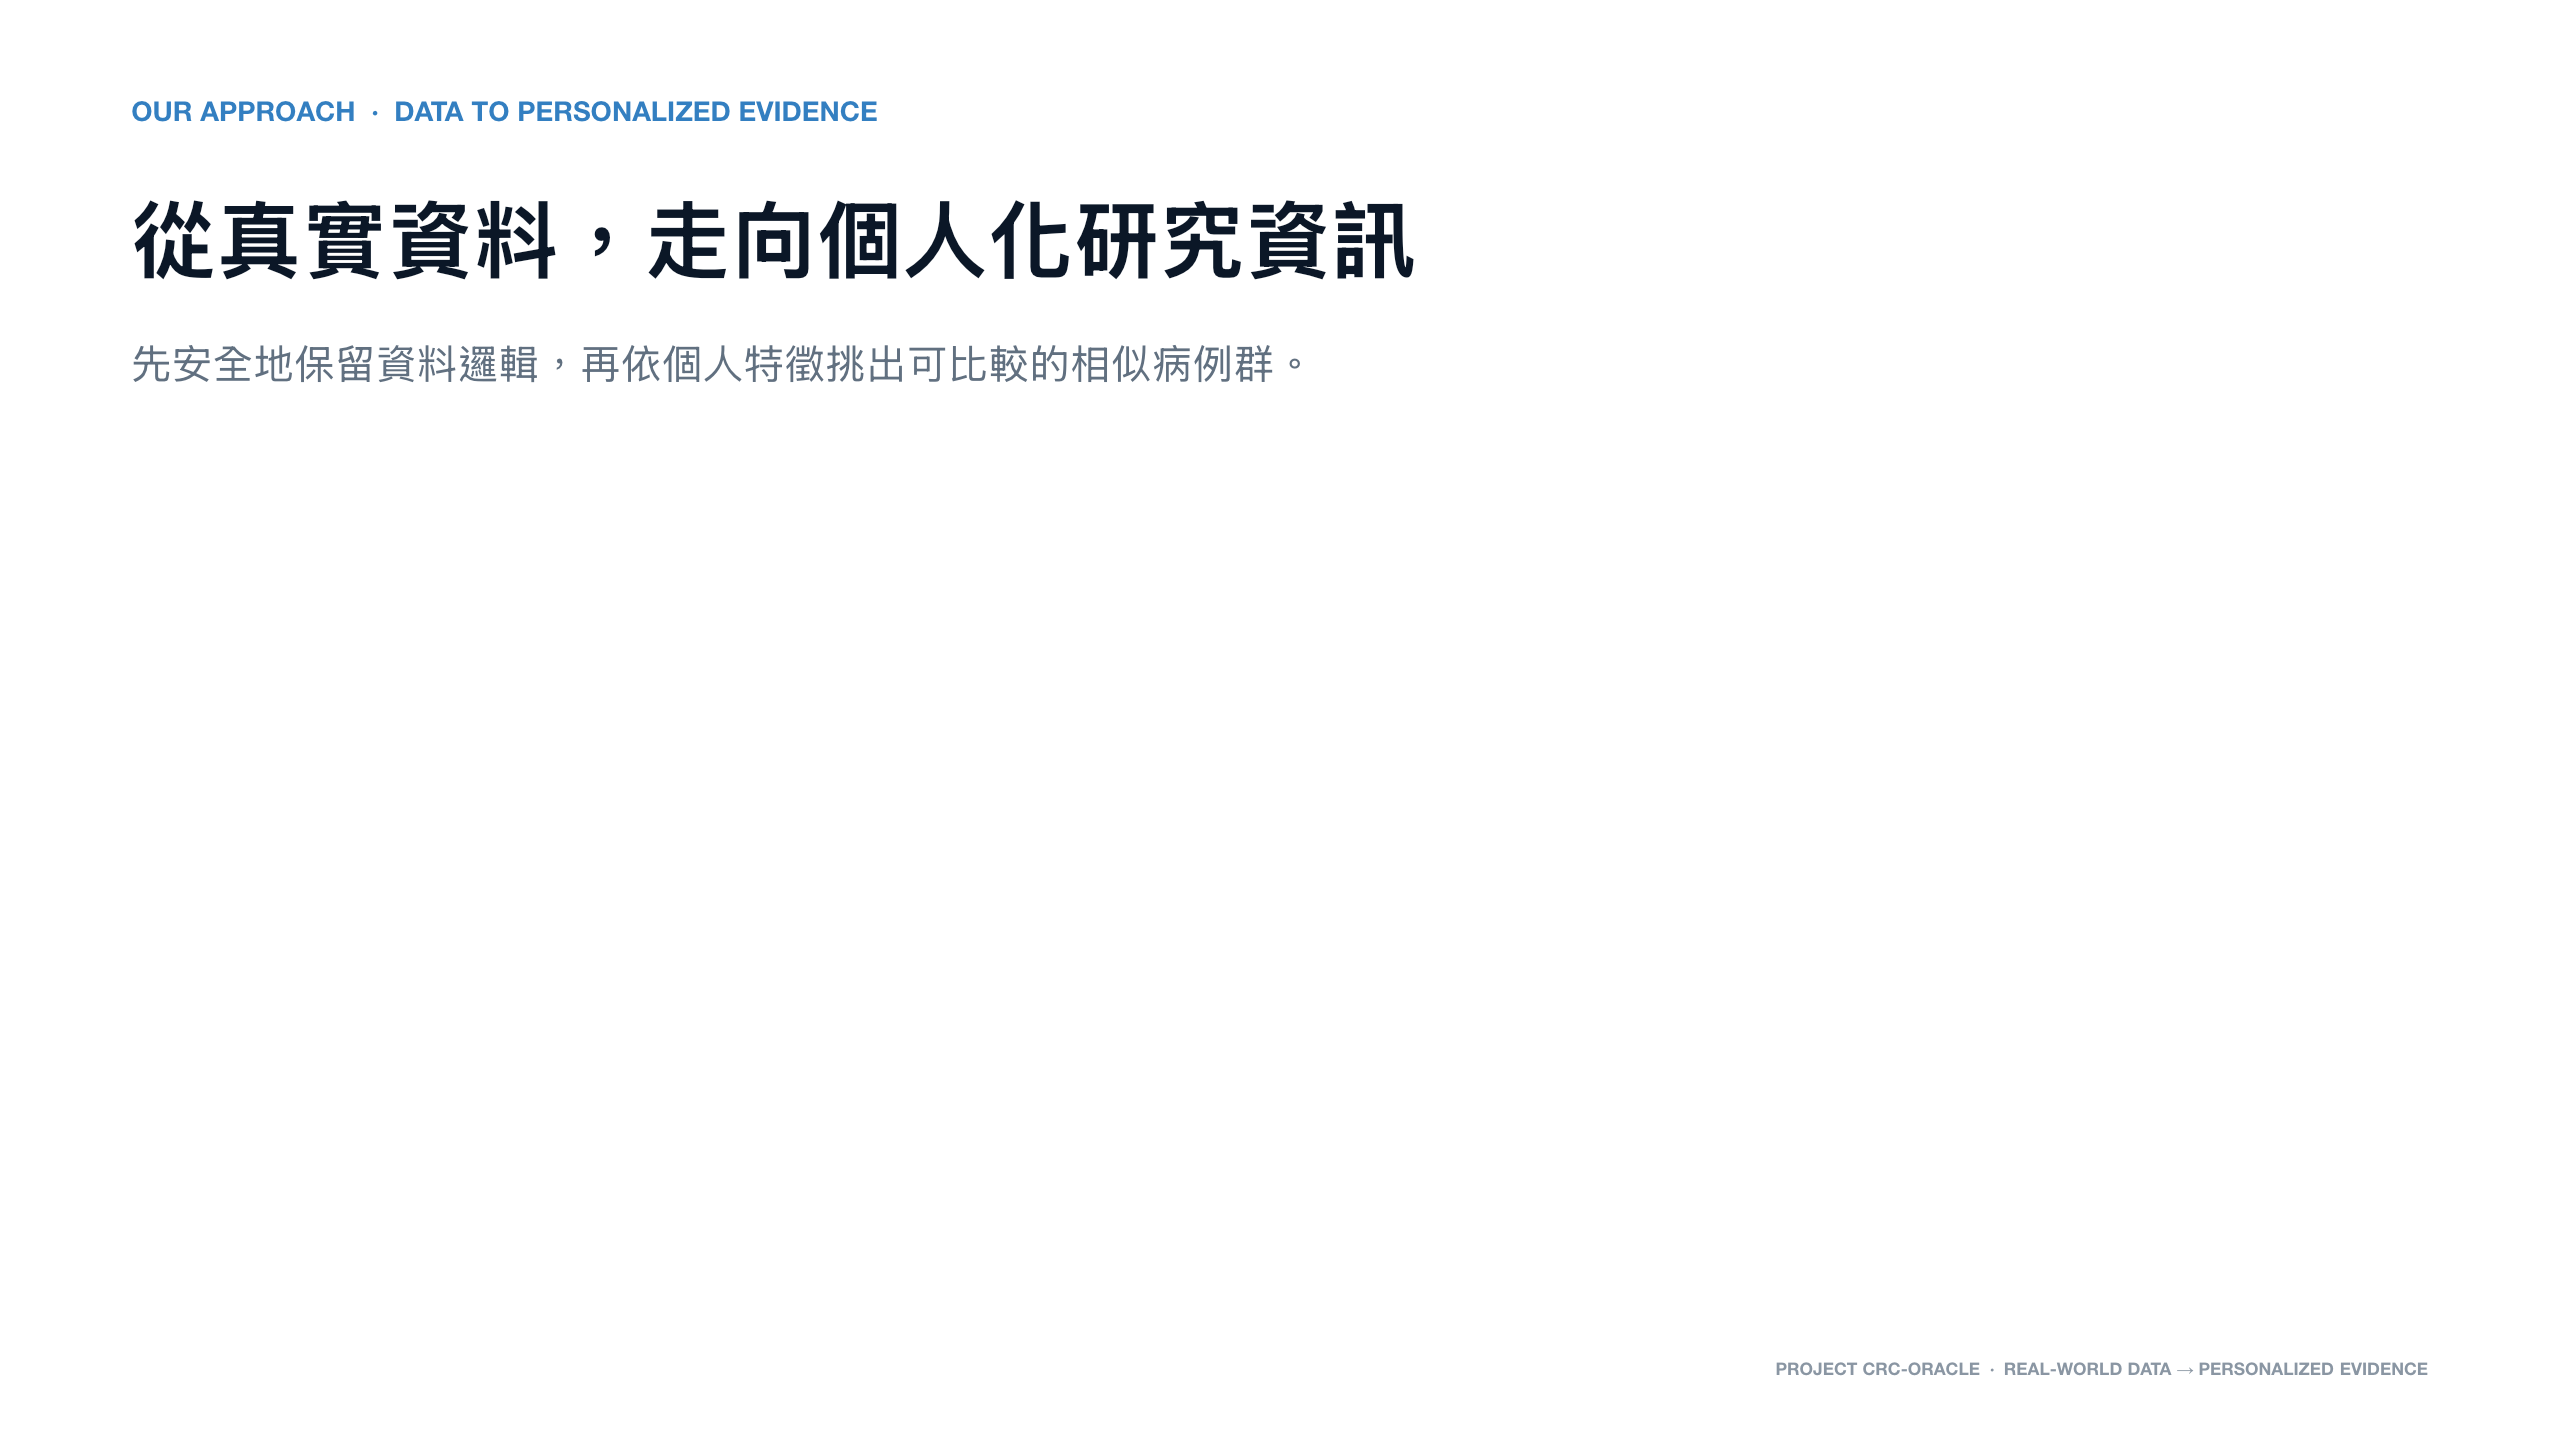 OUR APPROACH · DATA TO PERSONALIZED EVIDENCE
從真實資料，走向個人化研究資訊
先安全地保留資料邏輯，再依個人特徵挑出可比較的相似病例群。
PROJECT CRC-ORACLE · REAL-WORLD DATA → PERSONALIZED EVIDENCE